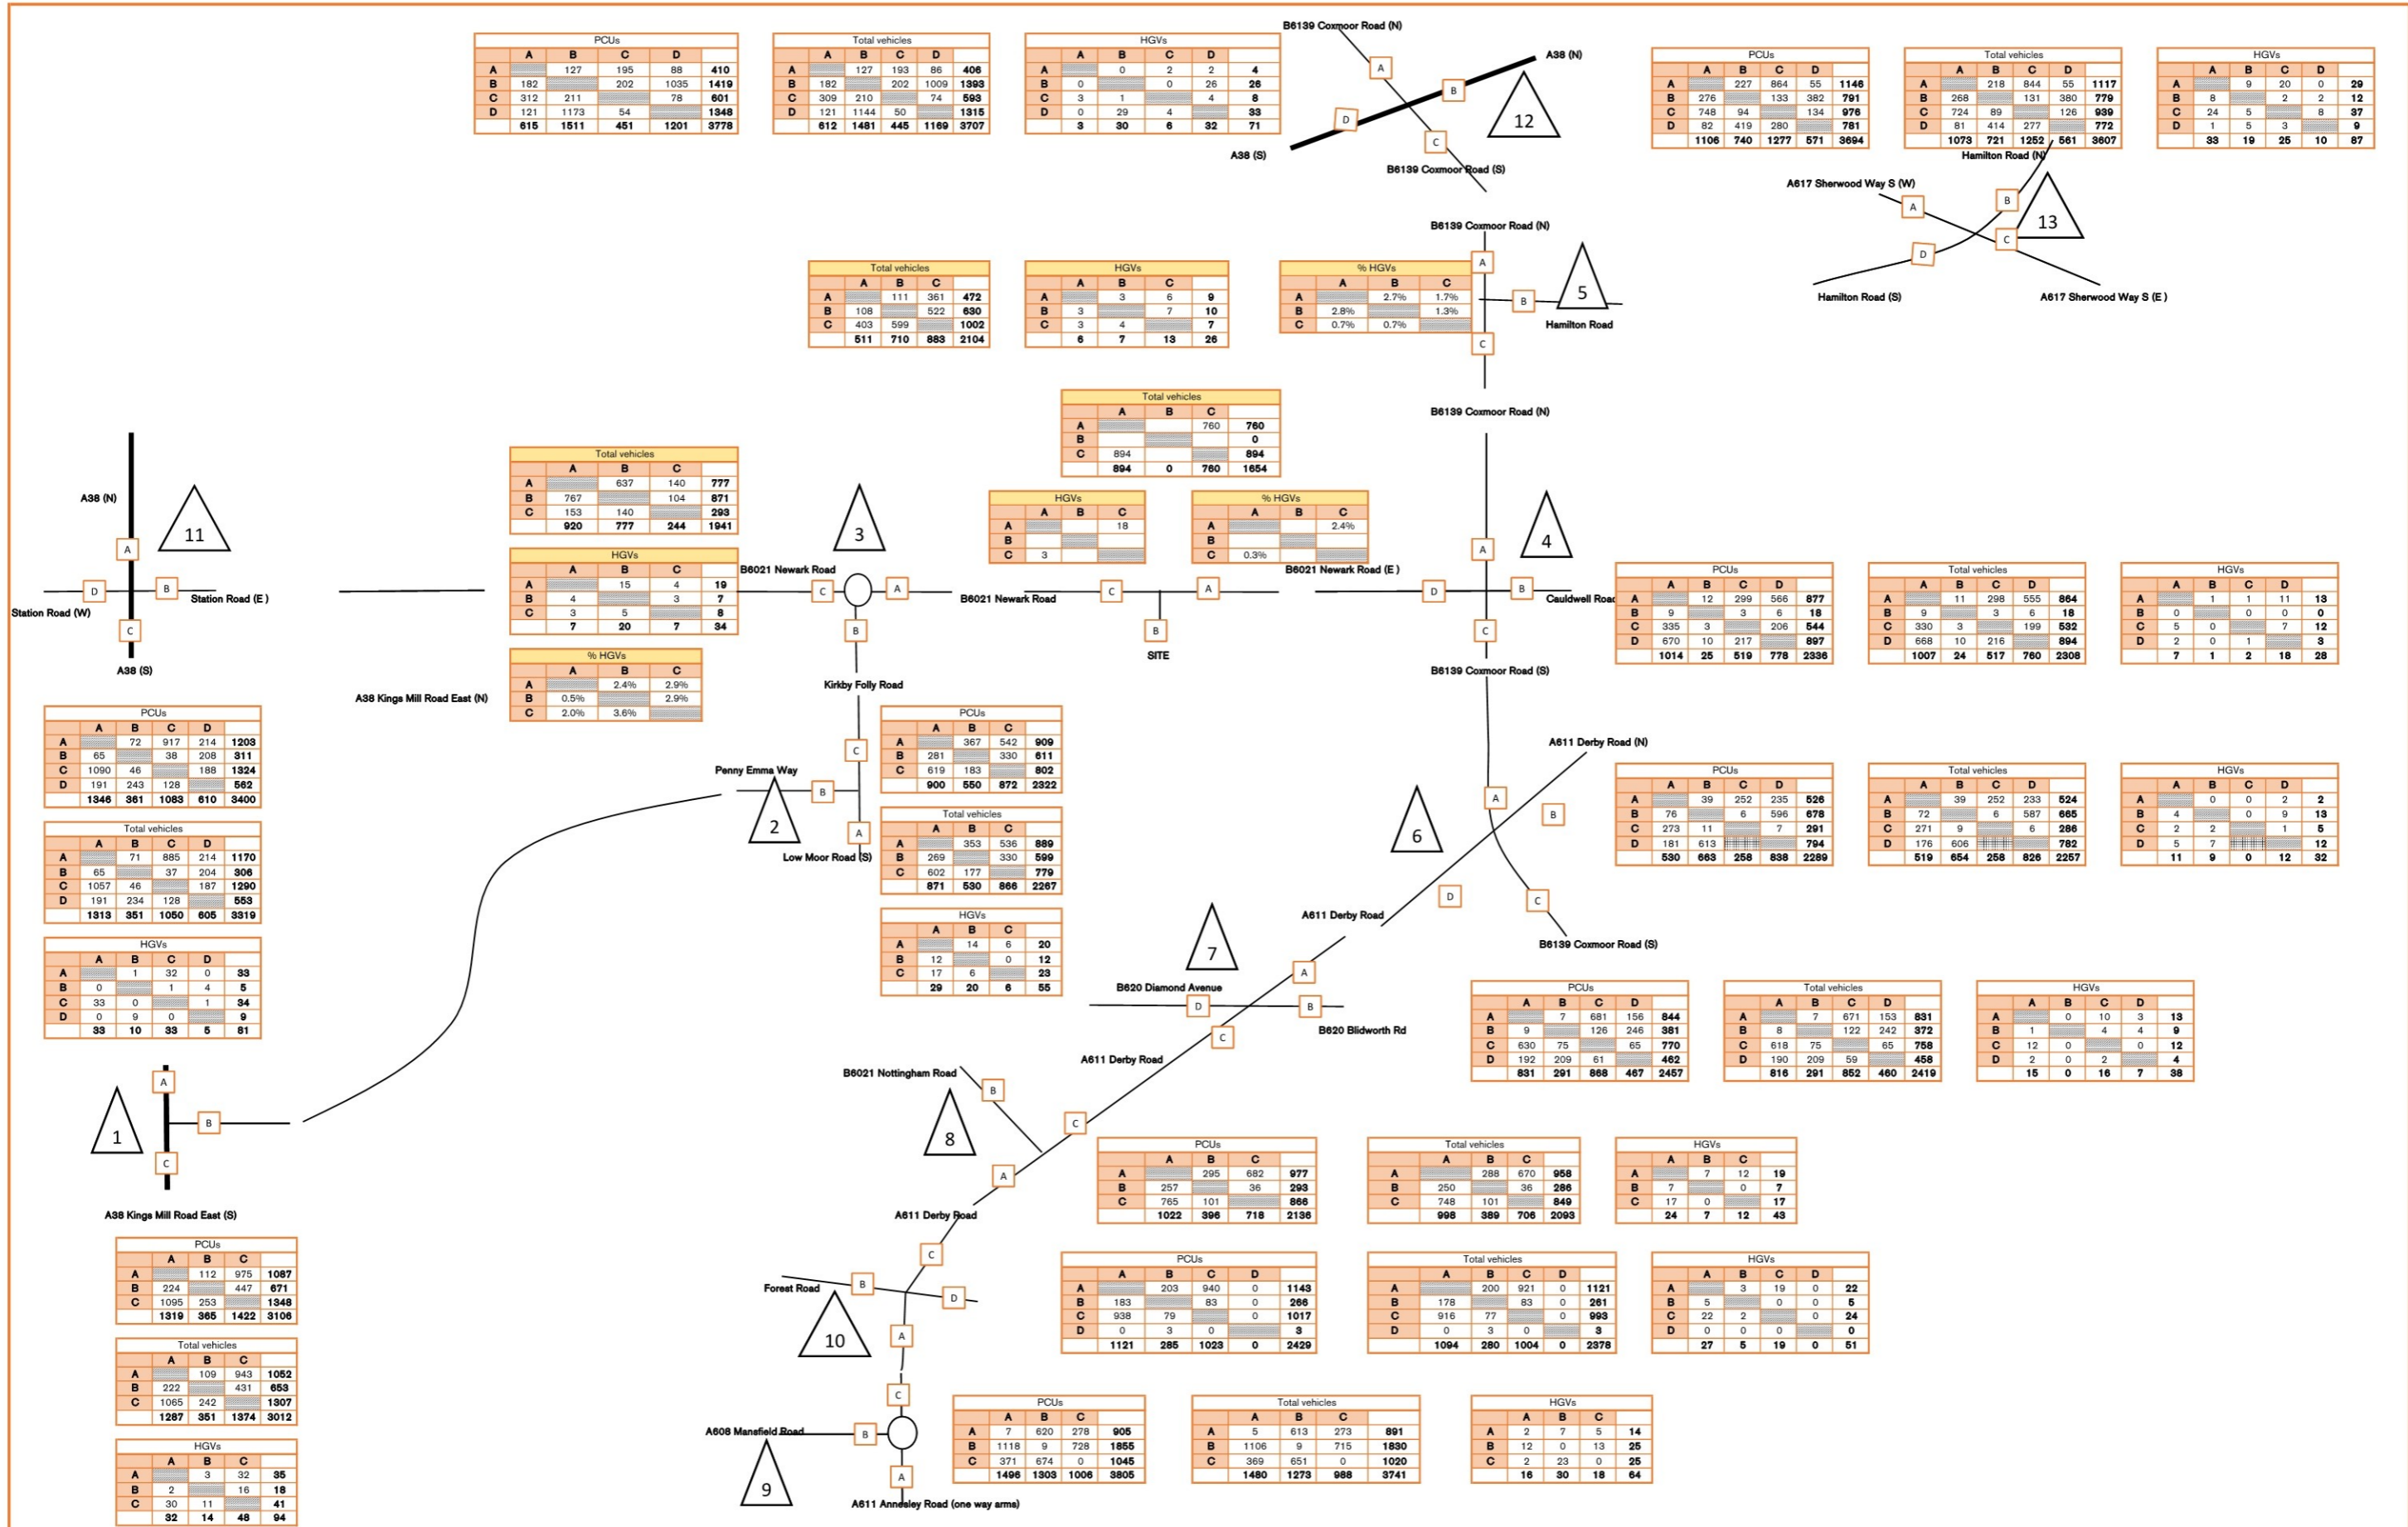 B6139 Coxmoor Road (N)
A
B
C
D
A38 (N)
A38 (S)
B6139 Coxmoor Road (S)
12
PCUs
A B C D
A 127 195 88 410
B 182 202 1035 1419
C 312 211 78 601
D 121 1173 54 1348
615 1511 451 1201 3778
Total vehicles
A B C D
A 127 193 86 406
B 182 202 1009 1393
C 309 210 74 593
D 121 1144 50 1315
612 1481 445 1169 3707
HGVs
A B C D
A 0 2 2 4
B 0 0 26 26
C 3 1 4 8
D 0 29 4 33
3 30 6 32 71
PCUs
A B C D
A 227 864 55 1146
B 276 133 382 791
C 748 94 134 976
D 82 419 280 781
1106 740 1277 571 3694
Total vehicles
A B C D
A 218 844 55 1117
B 268 131 380 779
C 724 89 126 939
D 81 414 277 772
1073 721 1252 561 3607
HGVs
A B C D
A 9 20 0 29
B 8 2 2 12
C 24 5 8 37
D 1 5 3 9
33 19 25 10 87
Hamilton Road (N)
A617 Sherwood Way S (W)
A
B
C
D
13
Hamilton Road (S)
A617 Sherwood Way S (E )
B6139 Coxmoor Road (N)
A
B
C
5
Hamilton Road
Total vehicles
A B C
A 111 361 472
B 108 522 630
C 403 599 1002
511 710 883 2104
HGVs
A B C
A 3 6 9
B 3 7 10
C 3 4 7
6 7 13 26
% HGVs
A B C
A 2.7% 1.7%
B 2.8% 1.3%
C 0.7% 0.7%
Total vehicles
A B C
A 760 760
B 0
C 894 894
894 0 760 1654
HGVs
A B C
A 18
B
C 3
% HGVs
A B C
A 2.4%
B
C 0.3%
B6021 Newark Road
C
A
B
SITE
B6139 Coxmoor Road (N)
A
B
C
D
4
B6021 Newark Road (E )
Cauldwell Road
B6139 Coxmoor Road (S)
PCUs
A B C D
A 12 299 566 877
B 9 3 6 18
C 335 3 206 544
D 670 10 217 897
1014 25 519 778 2336
Total vehicles
A B C D
A 11 298 555 864
B 9 3 6 18
C 330 3 199 532
D 668 10 216 894
1007 24 517 760 2308
HGVs
A B C D
A 1 1 11 13
B 0 0 0 0
C 5 0 7 12
D 2 0 1 3
7 1 2 18 28
A38 (N)
11
A
D
B
Station Road (W)
Station Road (E )
C
A38 (S)
PCUs
A B C D
A 72 917 214 1203
B 65 38 208 311
C 1090 46 188 1324
D 191 243 128 562
1346 361 1083 610 3400
Total vehicles
A B C D
A 71 885 214 1170
B 65 37 204 306
C 1057 46 187 1290
D 191 234 128 553
1313 351 1050 605 3319
HGVs
A B C D
A 1 32 0 33
B 0 1 4 5
C 33 0 1 34
D 0 9 0 9
33 10 33 5 81
Total vehicles
A B C
A 637 140 777
B 767 104 871
C 153 140 293
920 777 244 1941
HGVs
A B C
A 15 4 19
B 4 3 7
C 3 5 8
7 20 7 34
% HGVs
A B C
A 2.4% 2.9%
B 0.5% 2.9%
C 2.0% 3.6%
3
B6021 Newark Road
C
A
B
Kirkby Folly Road
A38 Kings Mill Road East (N)
C
Penny Emma Way
B
2
A
Low Moor Road (S)
PCUs
A B C
A 367 542 909
B 281 330 611
C 619 183 802
900 550 872 2322
Total vehicles
A B C
A 353 536 889
B 269 330 599
C 602 177 779
871 530 866 2267
HGVs
A B C
A 14 6 20
B 12 0 12
C 17 6 23
29 20 6 55
A611 Derby Road (N)
6
A
B
D
C
A611 Derby Road
B6139 Coxmoor Road (S)
PCUs
A B C D
A 39 252 235 526
B 76 6 596 678
C 273 11 7 291
D 181 613 794
530 663 258 838 2289
Total vehicles
A B C D
A 39 252 233 524
B 72 6 587 665
C 271 9 6 286
D 176 606 782
519 654 258 826 2257
HGVs
A B C D
A 0 0 2 2
B 4 0 9 13
C 2 2 1 5
D 5 7 12
11 9 0 12 32
7
A
B620 Diamond Avenue
D
B
B620 Blidworth Rd
C
A611 Derby Road
PCUs
A B C D
A 7 681 156 844
B 9 126 246 381
C 630 75 65 770
D 192 209 61 462
831 291 868 467 2457
Total vehicles
A B C D
A 7 671 153 831
B 8 122 242 372
C 618 75 65 758
D 190 209 59 458
816 291 852 460 2419
HGVs
A B C D
A 0 10 3 13
B 1 4 4 9
C 12 0 0 12
D 2 0 2 4
15 0 16 7 38
B6021 Nottingham Road
B
8
C
A
A611 Derby Road
PCUs
A B C
A 295 682 977
B 257 36 293
C 765 101 866
1022 396 718 2136
Total vehicles
A B C
A 288 670 958
B 250 36 286
C 748 101 849
998 389 706 2093
HGVs
A B C
A 7 12 19
B 7 0 7
C 17 0 17
24 7 12 43
C
Forest Road
B
D
10
A
PCUs
A B C D
A 203 940 0 1143
B 183 83 0 266
C 938 79 0 1017
D 0 3 0 3
1121 285 1023 0 2429
Total vehicles
A B C D
A 200 921 0 1121
B 178 83 0 261
C 916 77 0 993
D 0 3 0 3
1094 280 1004 0 2378
HGVs
A B C D
A 3 19 0 22
B 5 0 0 5
C 22 2 0 24
D 0 0 0 0
27 5 19 0 51
C
A608 Mansfield Road
B
9
A
A611 Annesley Road (one way arms)
PCUs
A B C
A 7 620 278 905
B 1118 9 728 1855
C 371 674 0 1045
1496 1303 1006 3805
Total vehicles
A B C
A 5 613 273 891
B 1106 9 715 1830
C 369 651 0 1020
1480 1273 988 3741
HGVs
A B C
A 2 7 5 14
B 12 0 13 25
C 2 23 0 25
16 30 18 64
A
1
B
C
A38 Kings Mill Road East (S)
PCUs
A B C
A 112 975 1087
B 224 447 671
C 1095 253 1348
1319 365 1422 3106
Total vehicles
A B C
A 109 943 1052
B 222 431 653
C 1065 242 1307
1287 351 1374 3012
HGVs
A B C
A 3 32 35
B 2 16 18
C 30 11 41
32 14 48 94